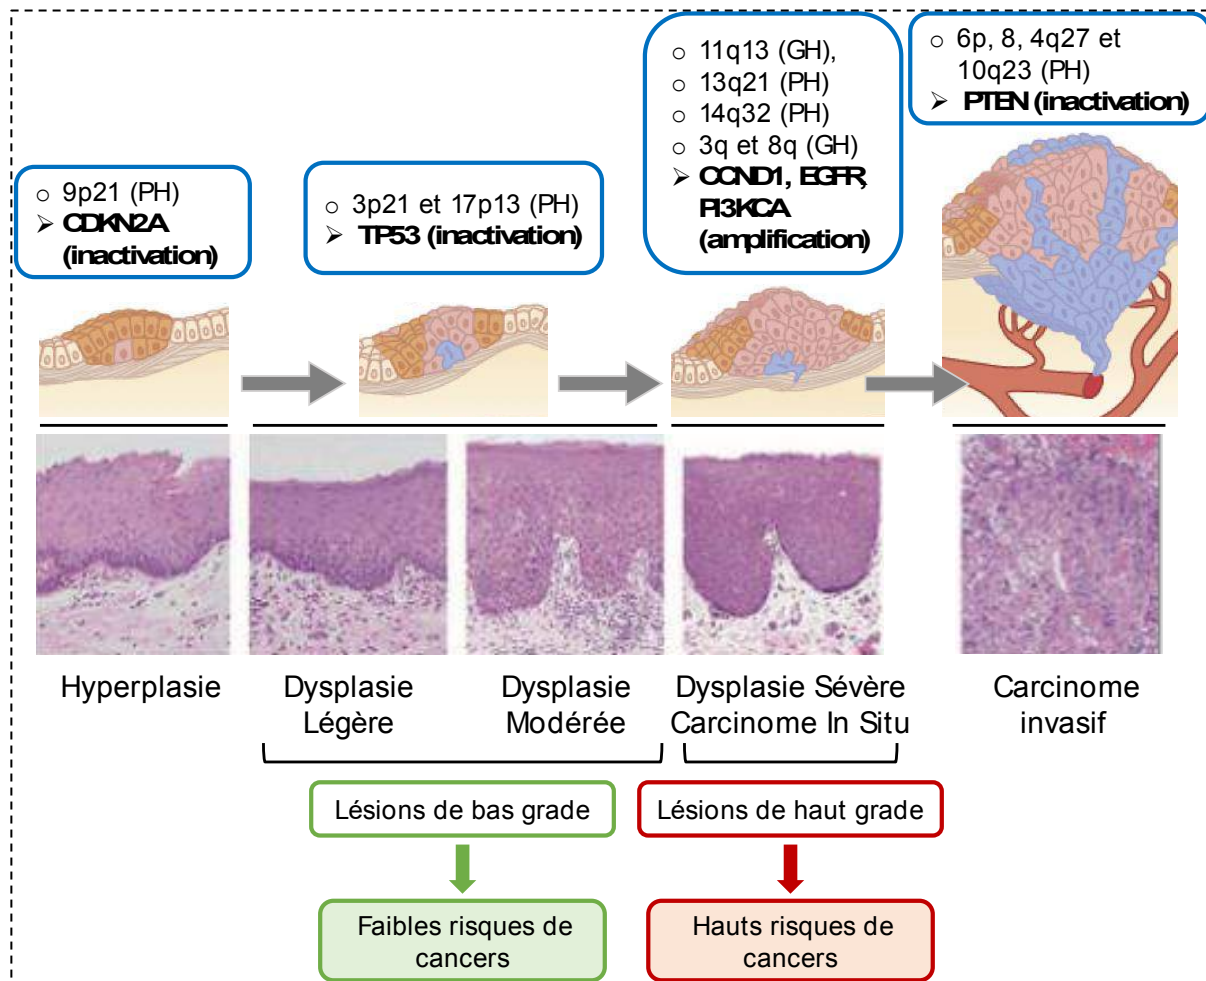 ○ 9p21 (PH)
➢ CDKN2A
(inactivation)
○ 3p21 et 17p13 (PH)
➢ TP53 (inactivation)
○ 11q13 (GH),
○ 13q21 (PH)
○ 14q32 (PH)
○ 3q et 8q (GH)
➢ CCND1, EGFR,
PI3KCA
(amplification)
○ 6p, 8, 4q27 et
10q23 (PH)
➢ PTEN (inactivation)
Hyperplasie
Dysplasie
Légère
Dysplasie
Modérée
Dysplasie Sévère
Carcinome In Situ
Carcinome
invasif
Lésions de bas grade
Lésions de haut grade
Faibles risques de
cancers
Hauts risques de
cancers